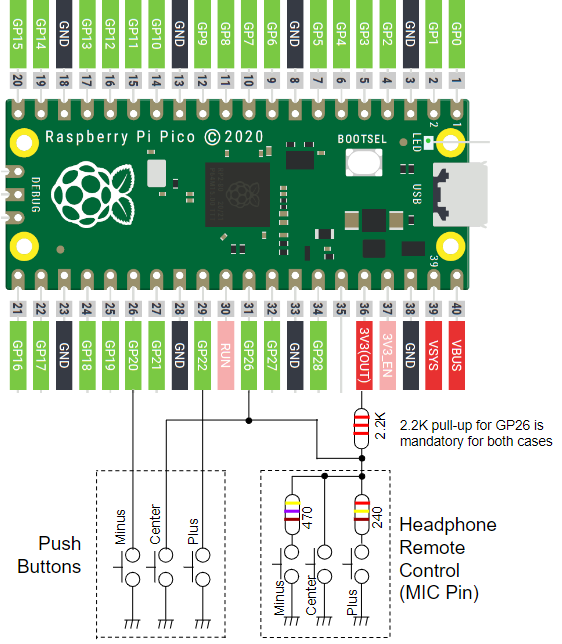 GP15 GP14 GND GP13 GP12 GP11 GP10 GND GP9 GP8 GP7 GP6 GND GP5 GP4 GP3 GP2 GND GP1 GP0
20 19 18 17 16 15 14 13 12 11 10 9 8 7 6 5 4 3 2 1
Raspberry Pi Pico © 2020
BOOTSEL
LED
2
1
DEBUG
USB
39
21 22 23 24 25 26 27 28 29 30 31 32 33 34 35 36 37 38 39 40
GP16 GP17 GND GP18 GP19 GP20 GP21 GND GP22 RUN GP26 GP27 GND GP28 3V3(OUT) 3V3_EN GND VSYS VBUS
2.2K
2.2K pull-up for GP26 is
mandatory for both cases
Push
Buttons
Minus
Center
Plus
470
240
Minus
Center
Plus
Headphone
Remote
Control
(MIC Pin)